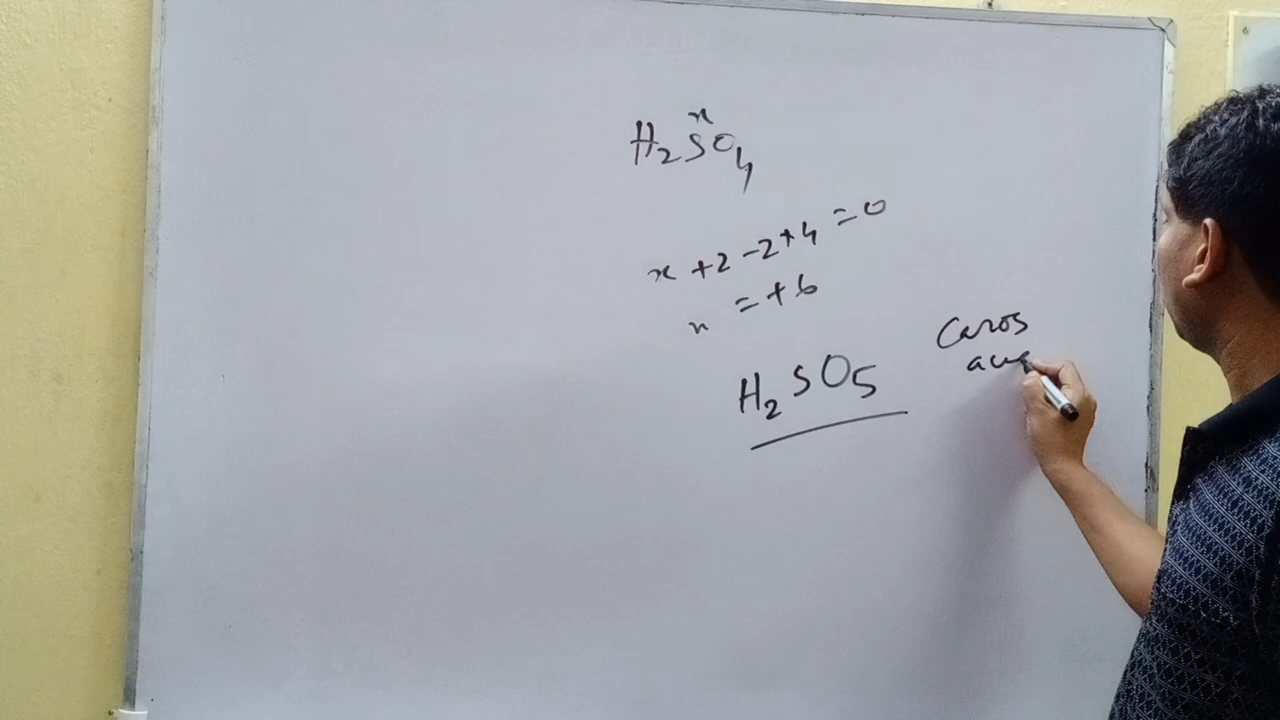 x
H2SO4
x +2 -2*4 =0
x = +6
H2SO5
Caros